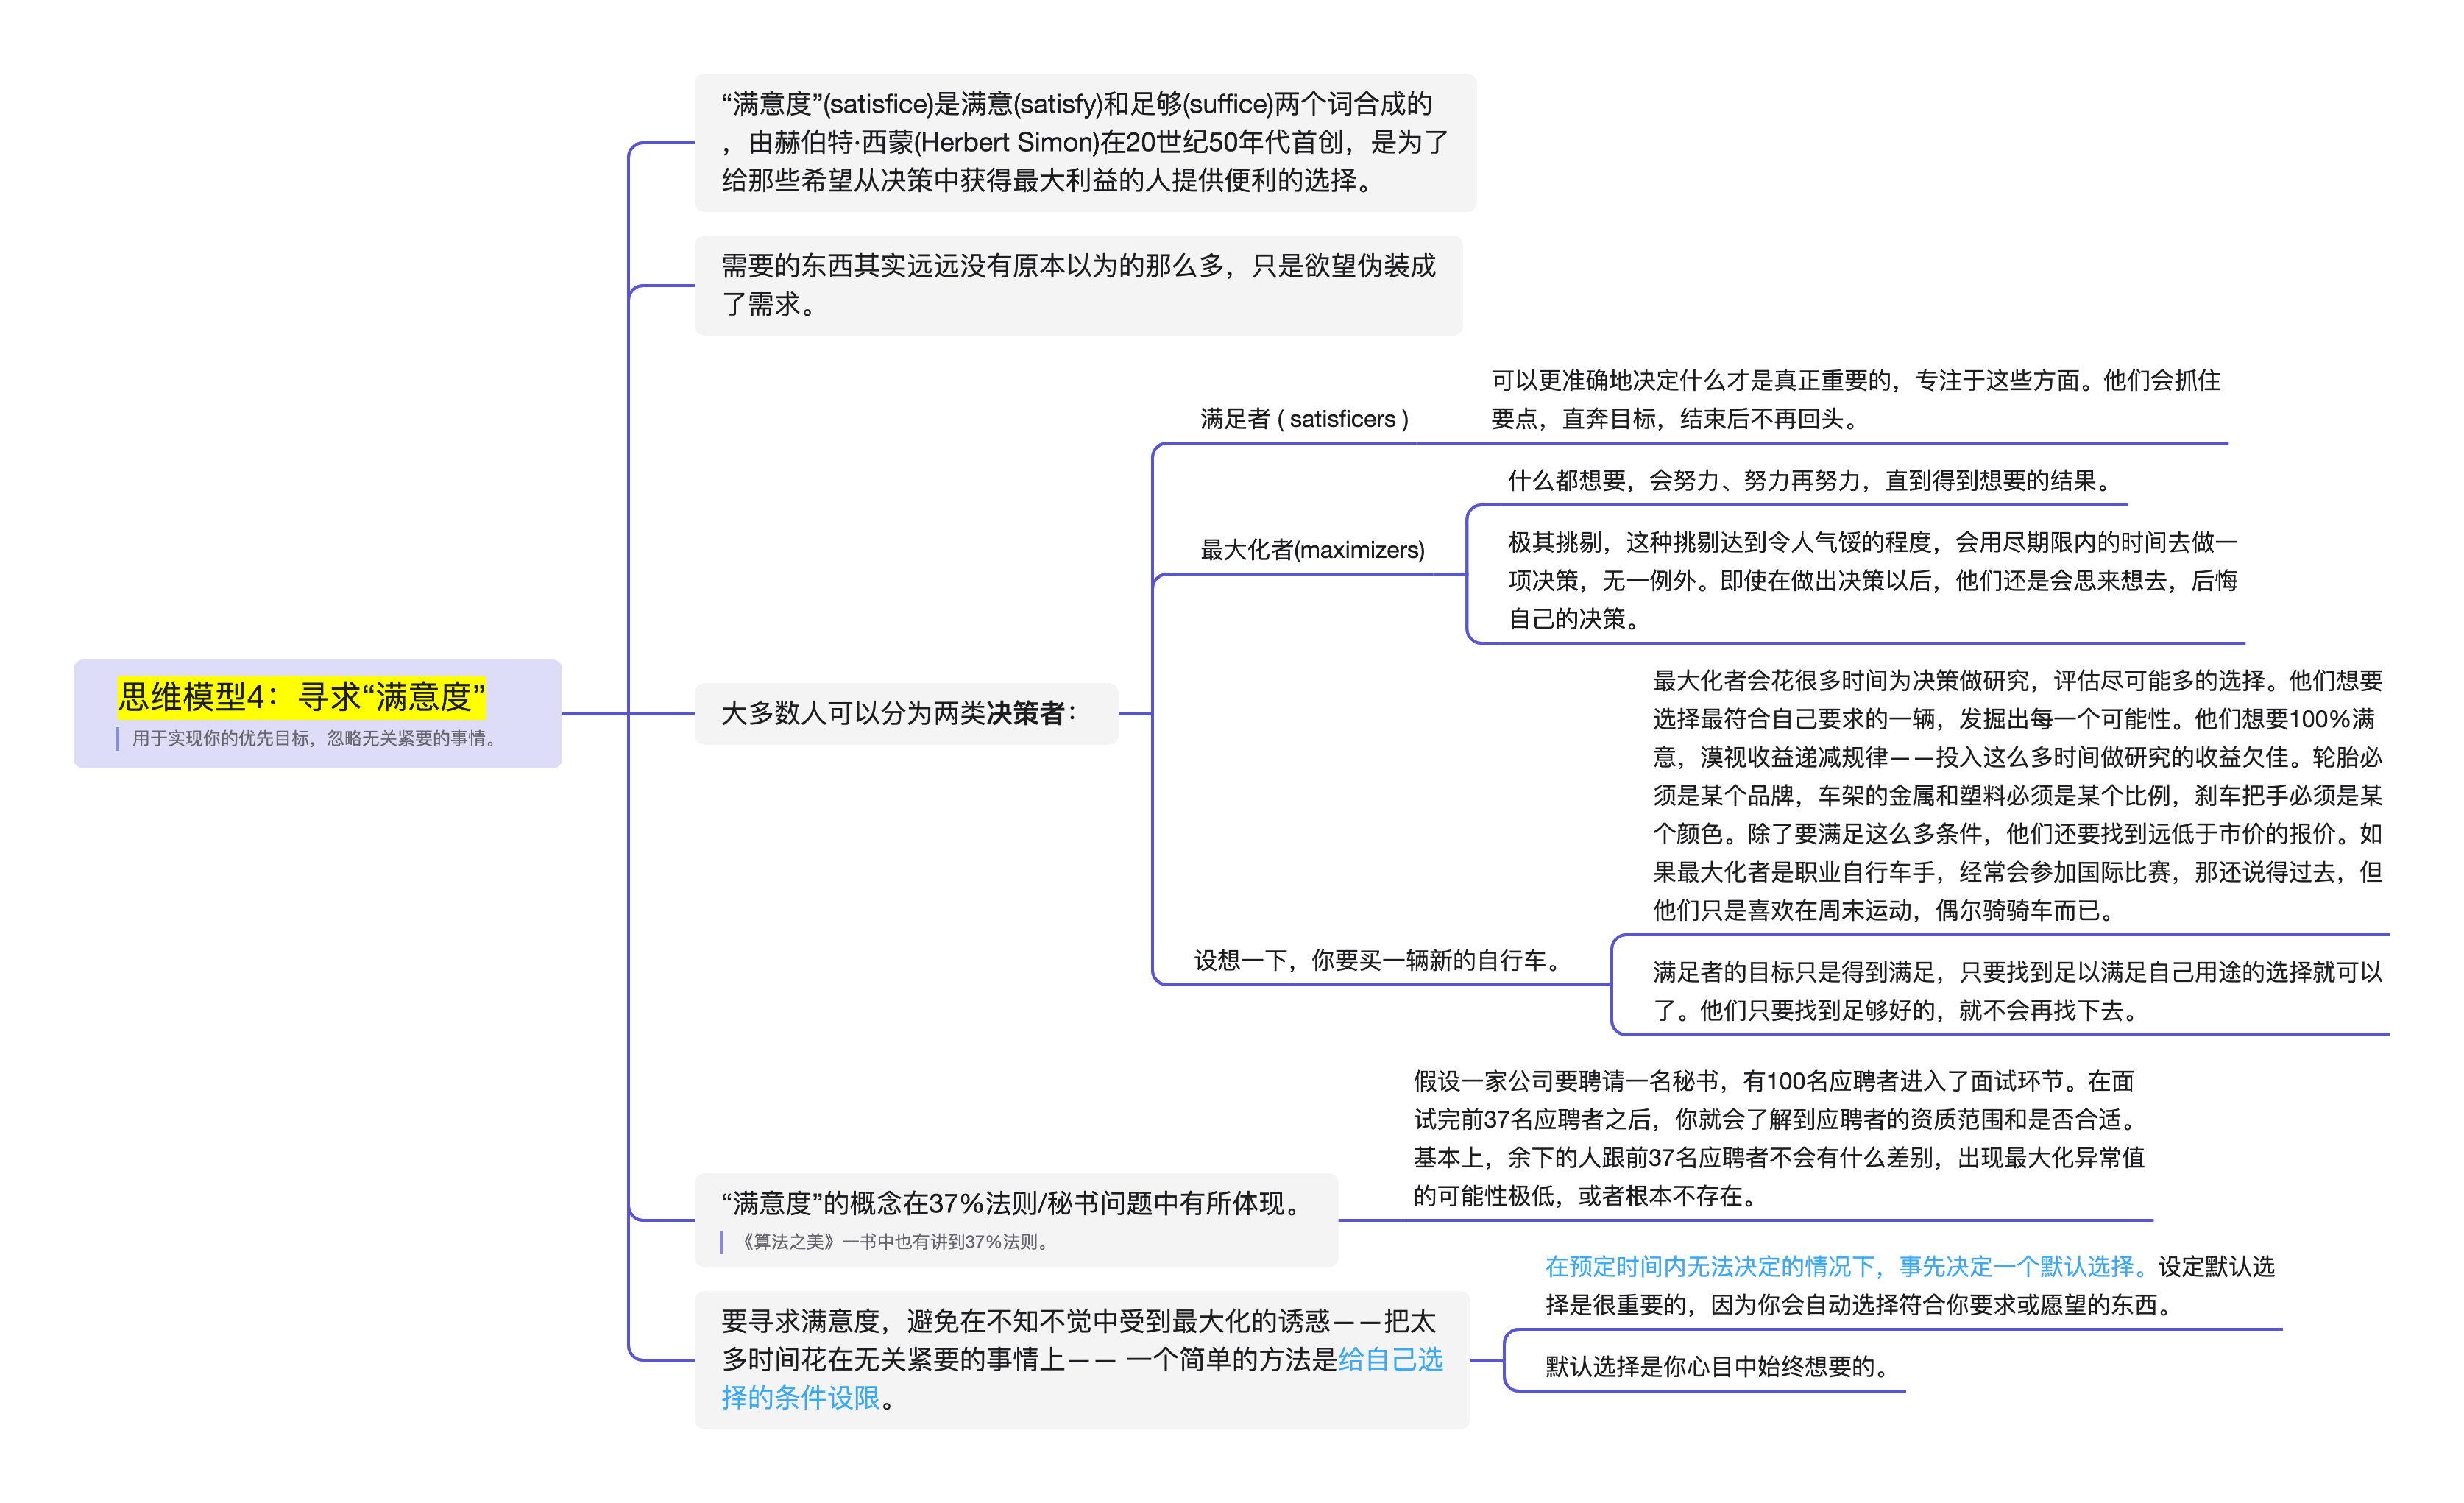 思维模型4：寻求“满意度”
用于实现你的优先目标，忽略无关紧要的事情。
“满意度”(satisfice)是满意(satisfy)和足够(suffice)两个词合成的
，由赫伯特·西蒙(Herbert Simon)在20世纪50年代首创，是为了
给那些希望从决策中获得最大利益的人提供便利的选择。
需要的东西其实远远没有原本以为的那么多，只是欲望伪装成
了需求。
大多数人可以分为两类决策者：
满足者 ( satisficers )
可以更准确地决定什么才是真正重要的，专注于这些方面。他们会抓住
要点，直奔目标，结束后不再回头。
最大化者(maximizers)
什么都想要，会努力、努力再努力，直到得到想要的结果。
极其挑剔，这种挑剔达到令人气馁的程度，会用尽期限内的时间去做一
项决策，无一例外。即使在做出决策以后，他们还是会思来想去，后悔
自己的决策。
设想一下，你要买一辆新的自行车。
最大化者会花很多时间为决策做研究，评估尽可能多的选择。他们想要
选择最符合自己要求的一辆，发掘出每一个可能性。他们想要100%满
意，漠视收益递减规律——投入这么多时间做研究的收益欠佳。轮胎必
须是某个品牌，车架的金属和塑料必须是某个比例，刹车把手必须是某
个颜色。除了要满足这么多条件，他们还要找到远低于市价的报价。如
果最大化者是职业自行车手，经常会参加国际比赛，那还说得过去，但
他们只是喜欢在周末运动，偶尔骑骑车而已。
满足者的目标只是得到满足，只要找到足以满足自己用途的选择就可以
了。他们只要找到足够好的，就不会再找下去。
“满意度”的概念在37%法则/秘书问题中有所体现。
《算法之美》一书中也有讲到37%法则。
假设一家公司要聘请一名秘书，有100名应聘者进入了面试环节。在面
试完前37名应聘者之后，你就会了解到应聘者的资质范围和是否合适。
基本上，余下的人跟前37名应聘者不会有什么差别，出现最大化异常值
的可能性极低，或者根本不存在。
要寻求满意度，避免在不知不觉中受到最大化的诱惑——把太
多时间花在无关紧要的事情上—— 一个简单的方法是给自己选
择的条件设限。
在预定时间内无法决定的情况下，事先决定一个默认选择。设定默认选
择是很重要的，因为你会自动选择符合你要求或愿望的东西。
默认选择是你心目中始终想要的。